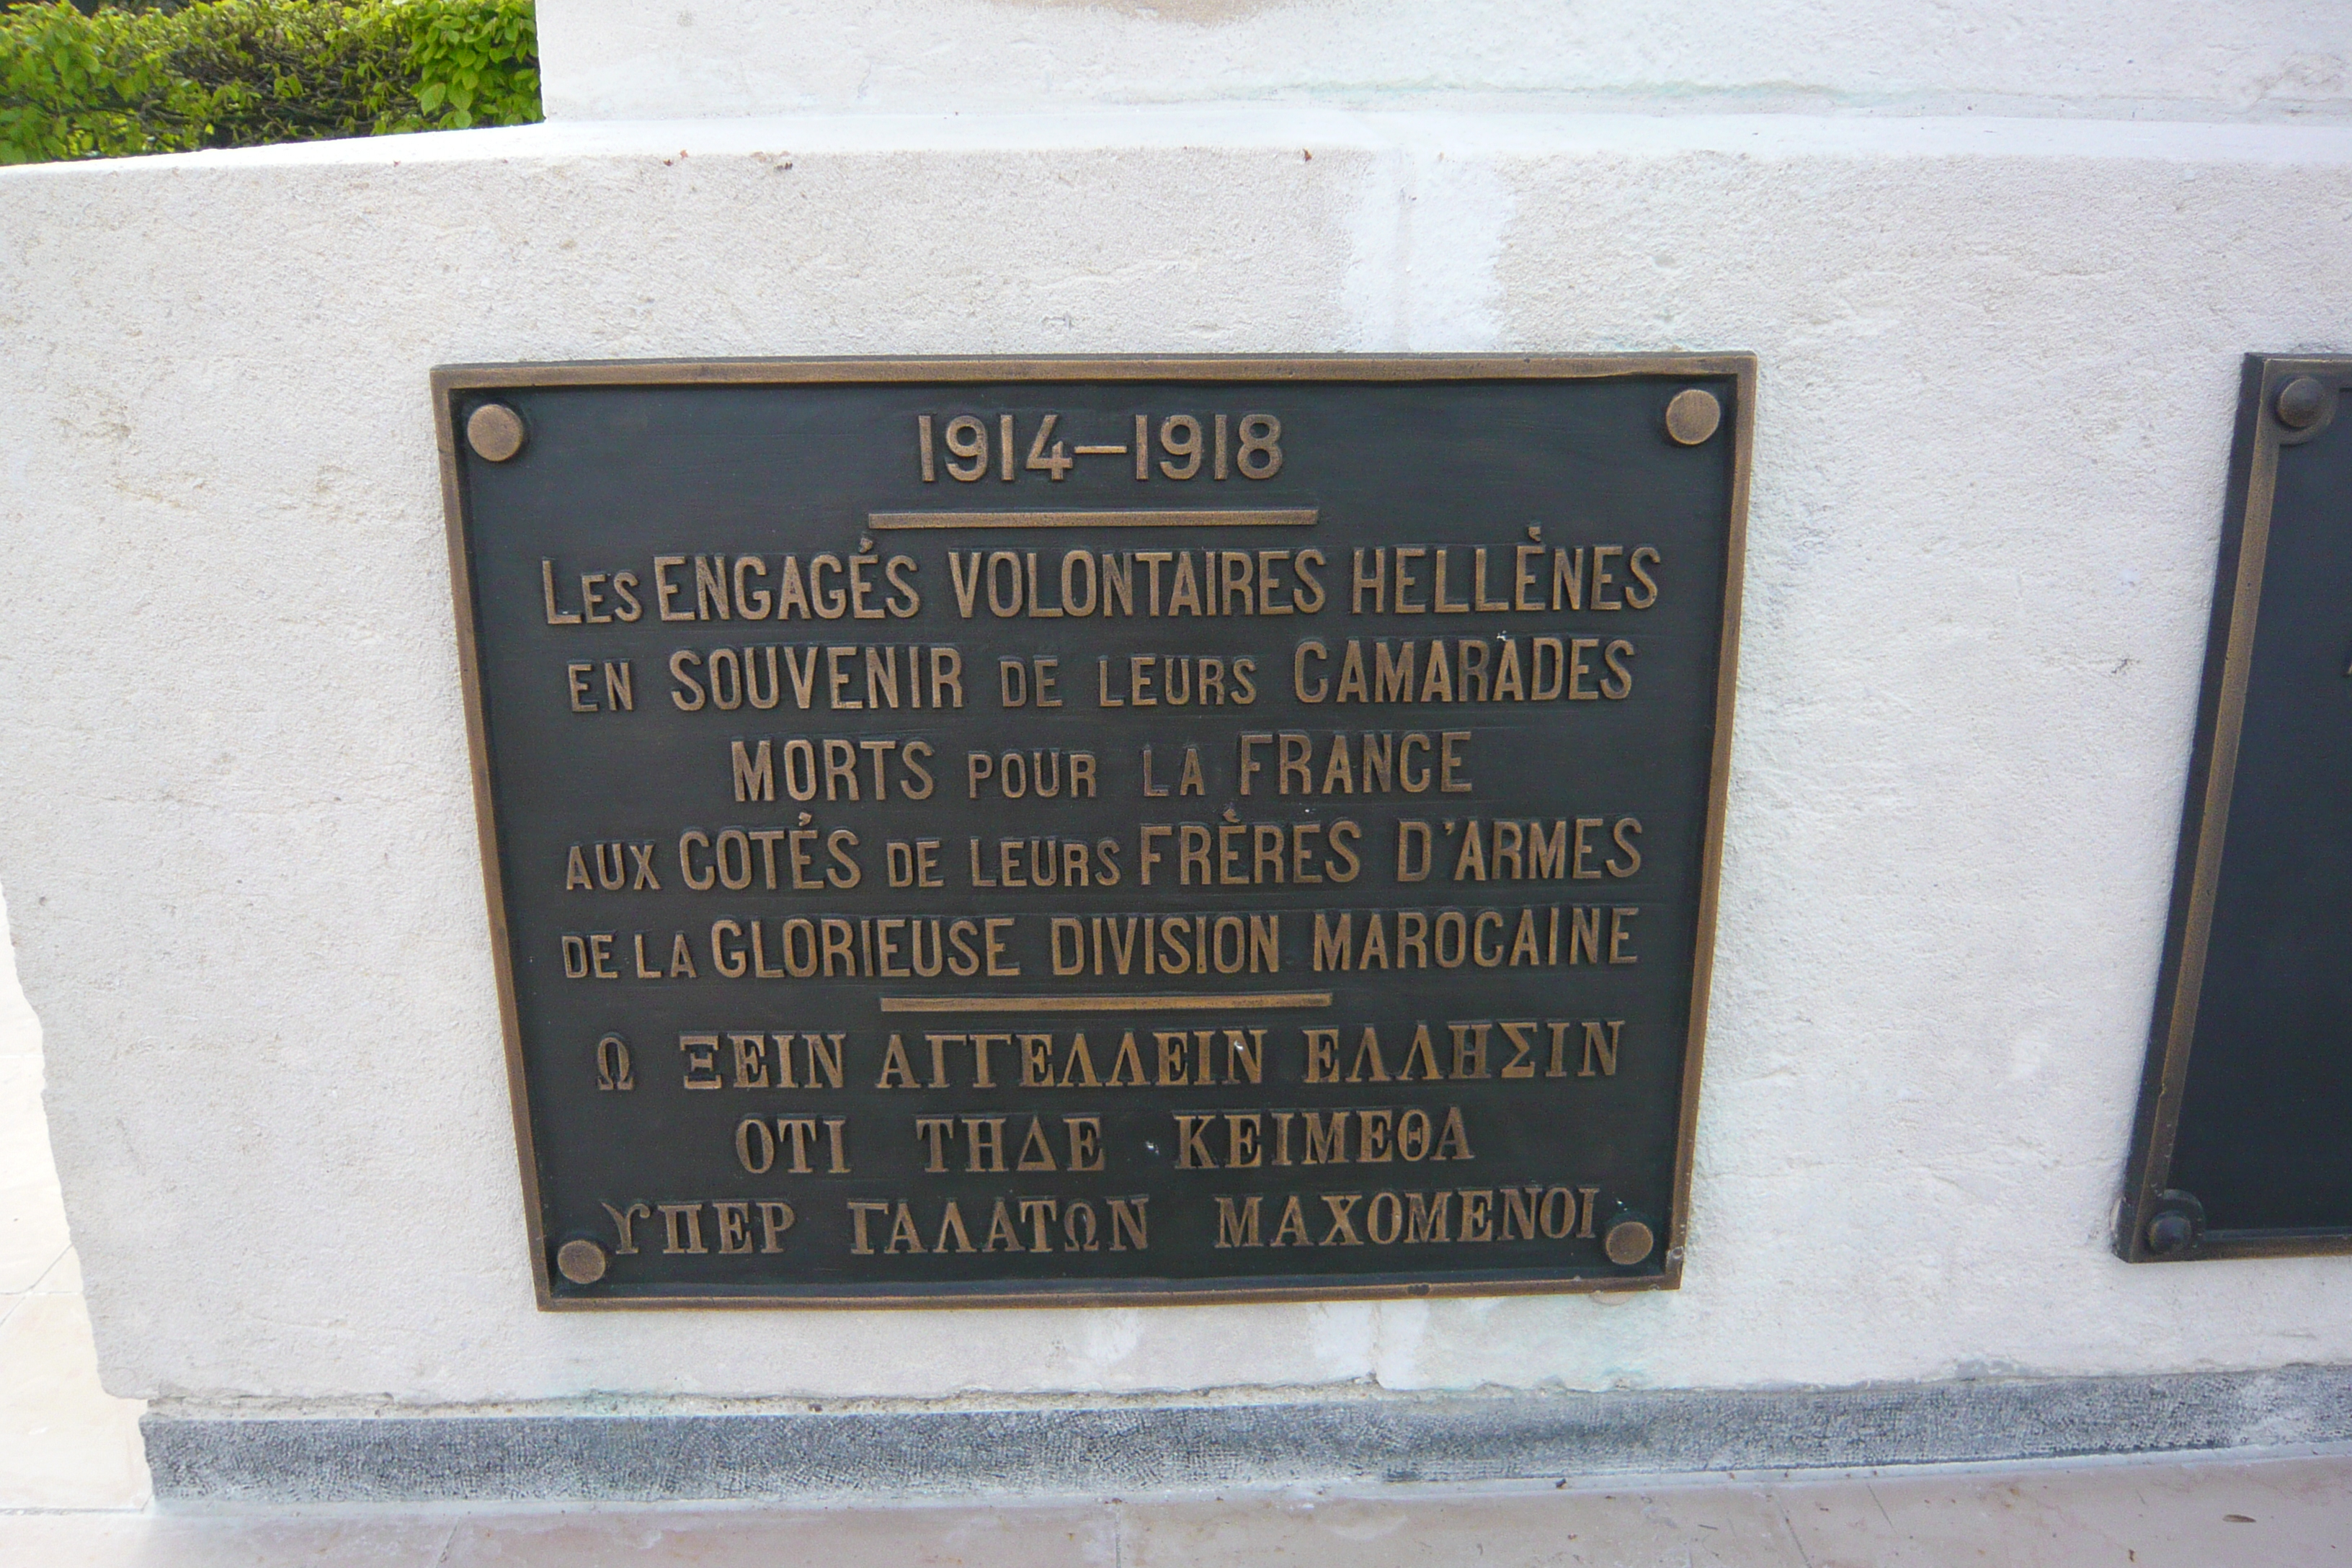 1914–1918
LES ENGAGÉS VOLONTAIRES HELLÈNES
EN SOUVENIR DE LEURS CAMARADES
MORTS POUR LA FRANCE
AUX COTÉS DE LEURS FRÈRES D'ARMES
DE LA GLORIEUSE DIVISION MAROCAINE
Ω ΞΕΙΝ ΑΓΓΕΛΛΕΙΝ ΕΛΛΗΣΙΝ
ΟΤΙ ΤΗΔΕ ΚΕΙΜΕΘΑ
ΥΠΕΡ ΓΑΛΑΤΩΝ ΜΑΧΟΜΕΝΟΙ